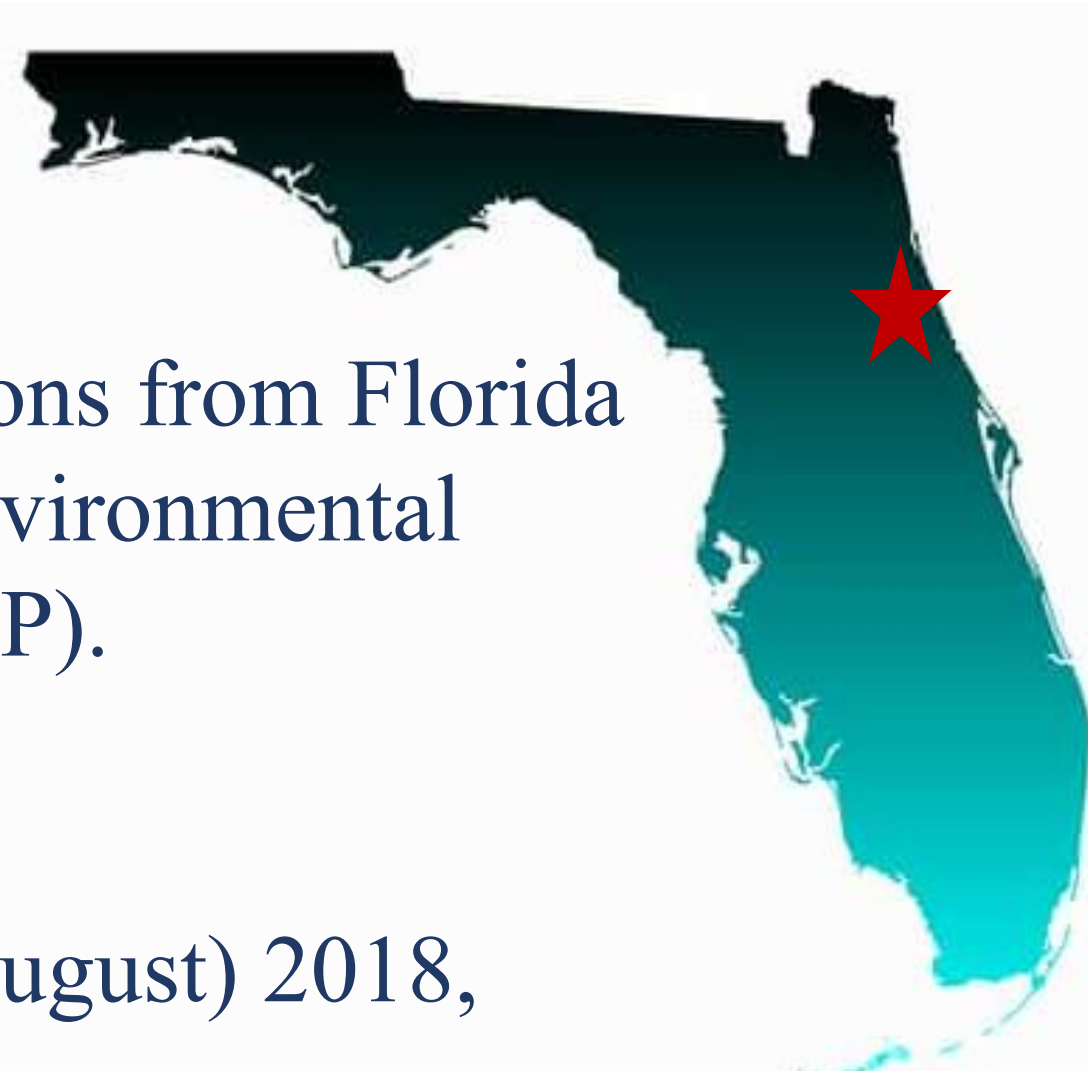 ons from Florida
vironmental
P).
ugust) 2018,